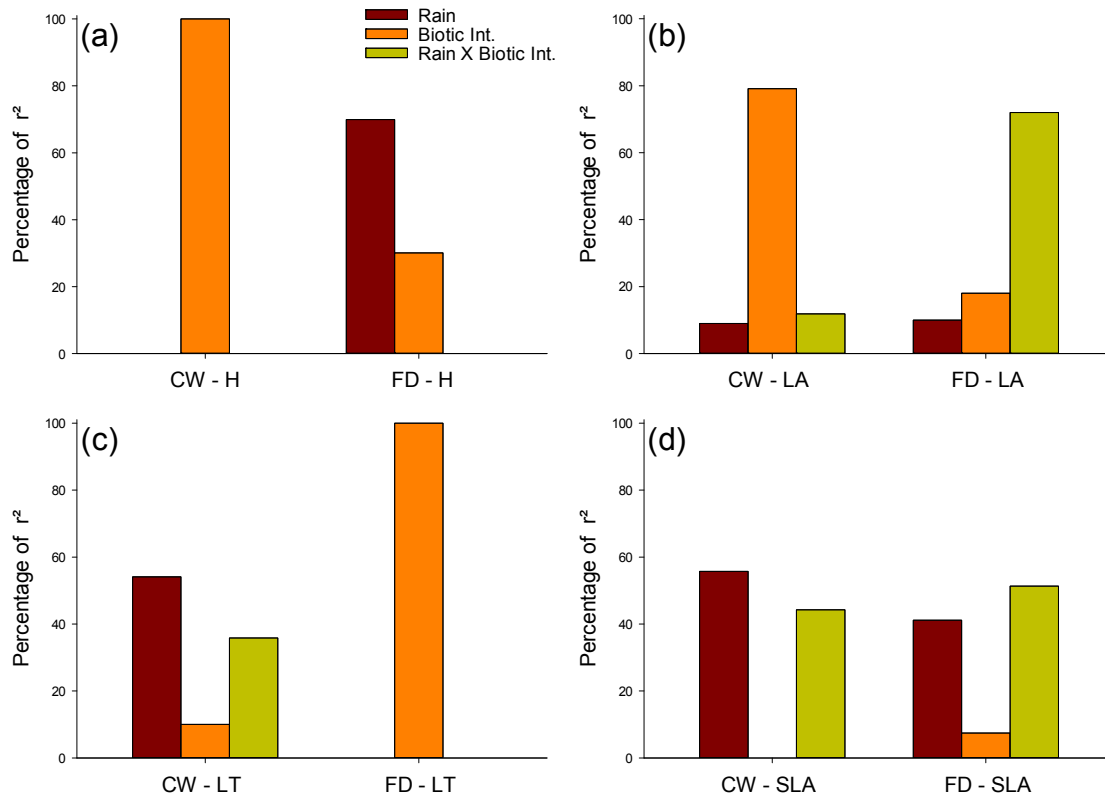 (a)
Rain
Biotic Int.
Rain X Biotic Int.
Percentage of r²
100
80
60
40
20
0
CW - H
FD - H
(b)
Percentage of r²
100
80
60
40
20
0
CW - LA
FD - LA
(c)
Percentage of r²
100
80
60
40
20
0
CW - LT
FD - LT
(d)
Percentage of r²
100
80
60
40
20
0
CW - SLA
FD - SLA